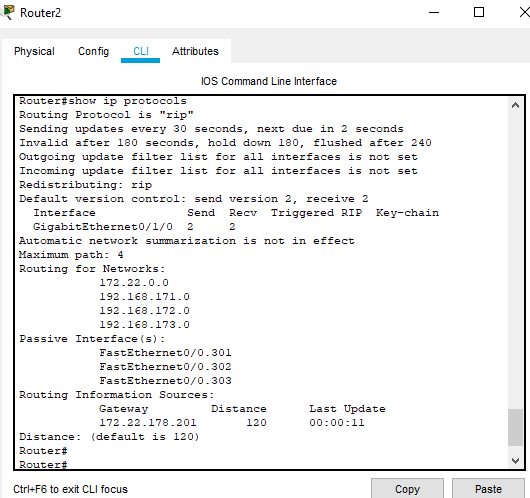 Router2
Physical Config CLI Attributes
IOS Command Line Interface
Router#show ip protocols
Routing Protocol is "rip"
Sending updates every 30 seconds, next due in 2 seconds
Invalid after 180 seconds, hold down 180, flushed after 240
Outgoing update filter list for all interfaces is not set
Incoming update filter list for all interfaces is not set
Redistributing: rip
Default version control: send version 2, receive 2
Interface Send Recv Triggered RIP Key-chain
GigabitEthernet0/1/0 2 2
Automatic network summarization is not in effect
Maximum path: 4
Routing for Networks:
172.22.0.0
192.168.171.0
192.168.172.0
192.168.173.0
Passive Interface(s):
FastEthernet0/0.301
FastEthernet0/0.302
FastEthernet0/0.303
Routing Information Sources:
Gateway Distance Last Update
172.22.178.201 120 00:00:11
Distance: (default is 120)
Router#
Router#
Ctrl+F6 to exit CLI focus
Copy Paste